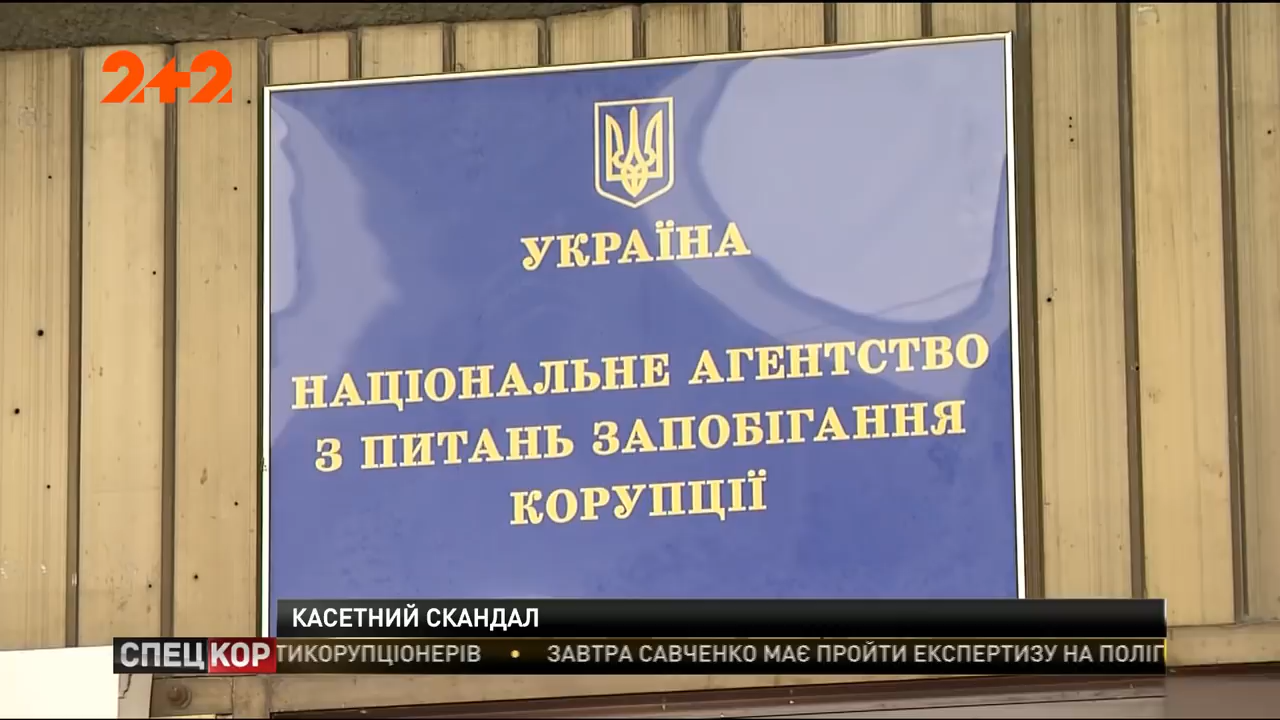 2+2
УКРАЇНА
НАЦІОНАЛЬНЕ АГЕНТСТВО
З ПИТАНЬ ЗАПОБІГАННЯ
КОРУПЦІЇ
КАСЕТНИЙ СКАНДАЛ
СПЕЦКОР
ТИКОРУПЦІОНЕРІВ • ЗАВТРА САВЧЕНКО МАЄ ПРОЙТИ ЕКСПЕРТИЗУ НА ПОЛІГ